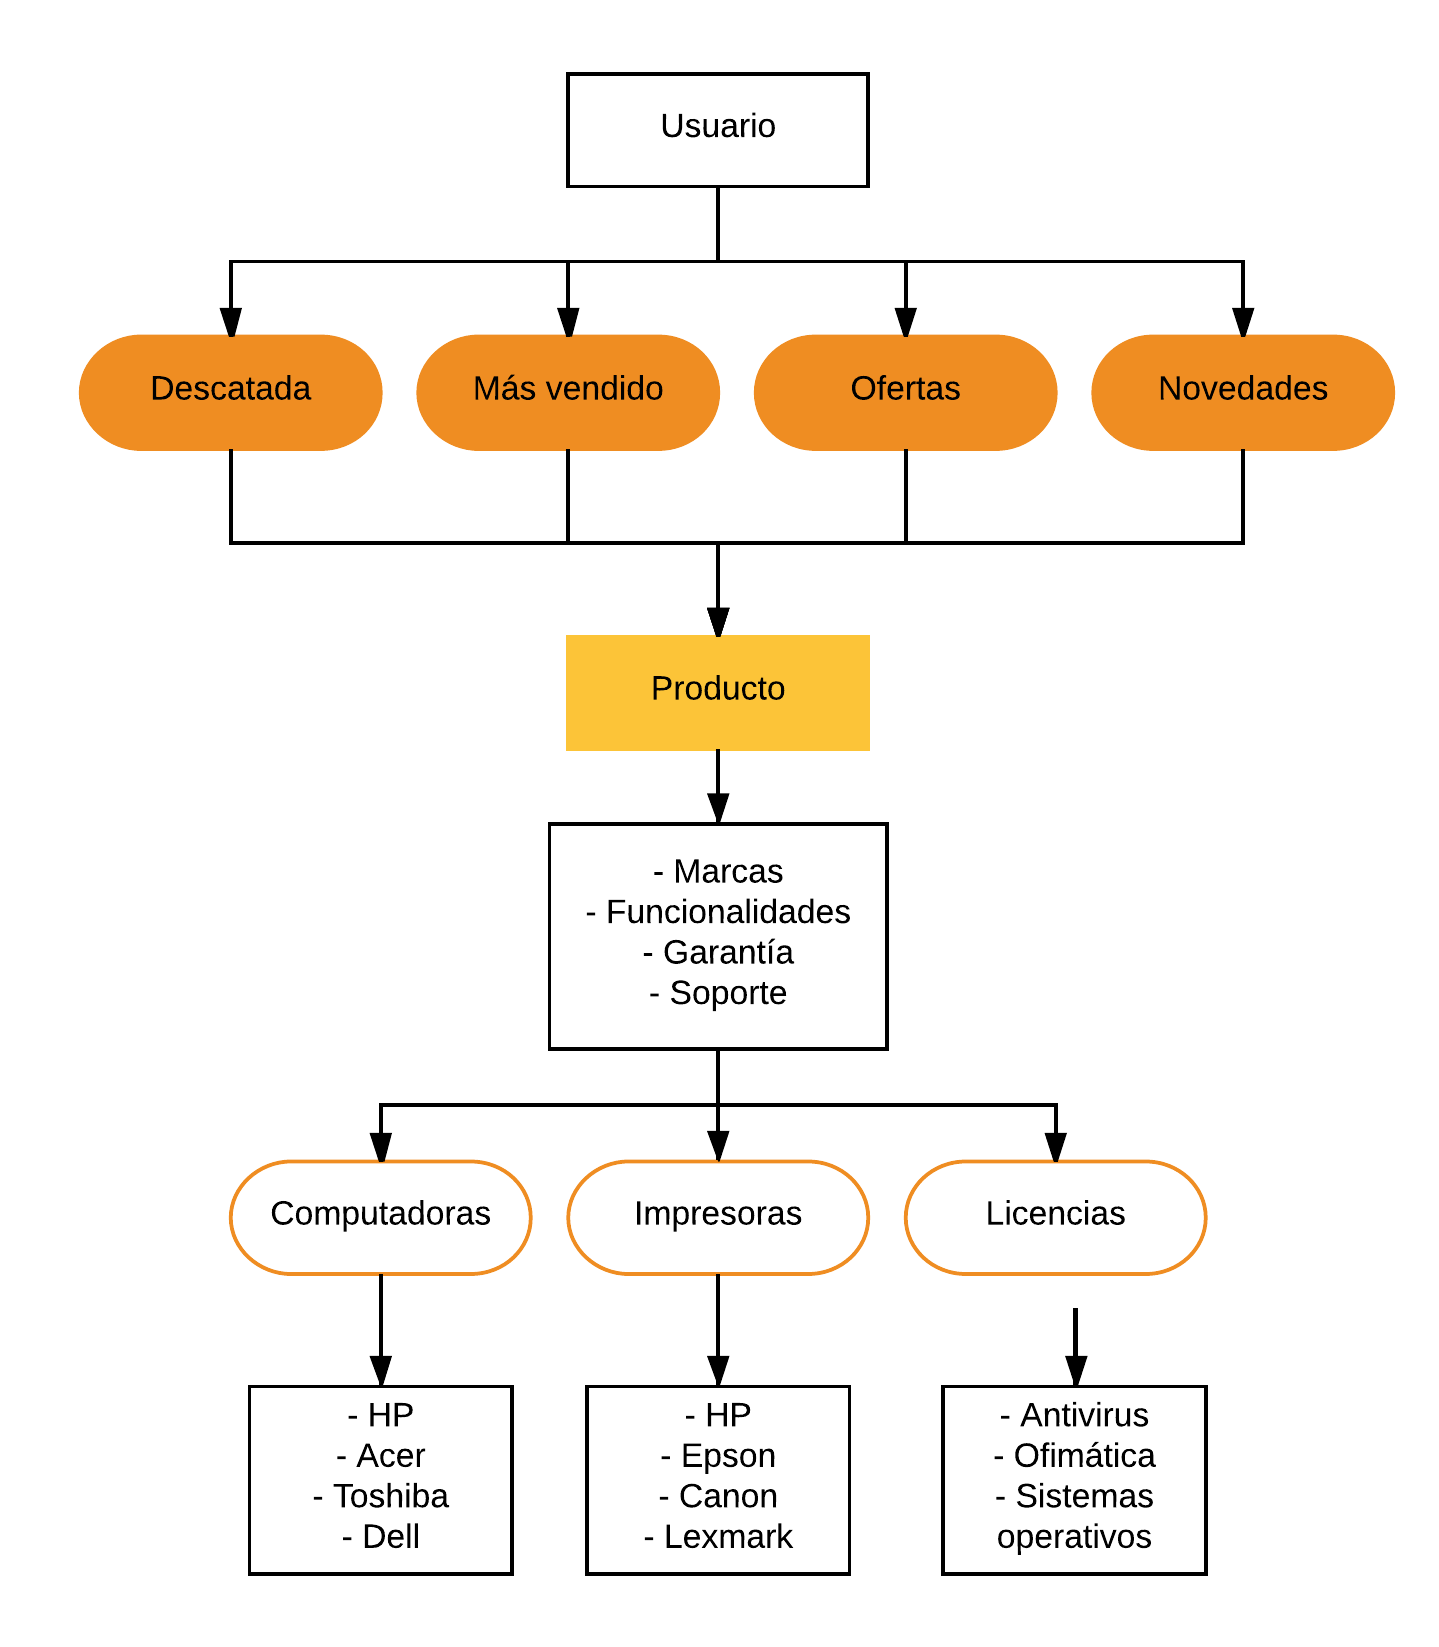 Usuario
Descatada
Más vendido
Ofertas
Novedades
Producto
- Marcas
- Funcionalidades
- Garantía
- Soporte
Computadoras
Impresoras
Licencias
- HP
- Acer
- Toshiba
- Dell
- HP
- Epson
- Canon
- Lexmark
- Antivirus
- Ofimática
- Sistemas
operativos